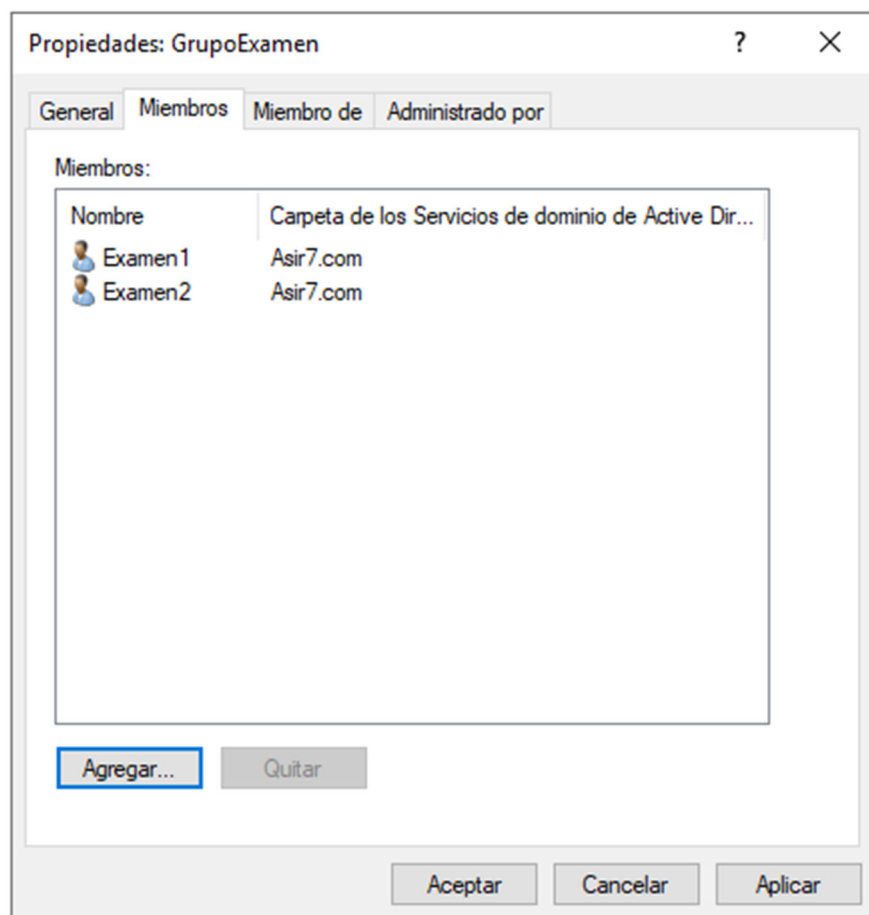 Propiedades: GrupoExamen ? X
General Miembros Miembro de Administrado por
Miembros:
Nombre Carpeta de los Servicios de dominio de Active Dir...
Examen1 Asir7.com
Examen2 Asir7.com
Agregar... Quitar
Aceptar Cancelar Aplicar